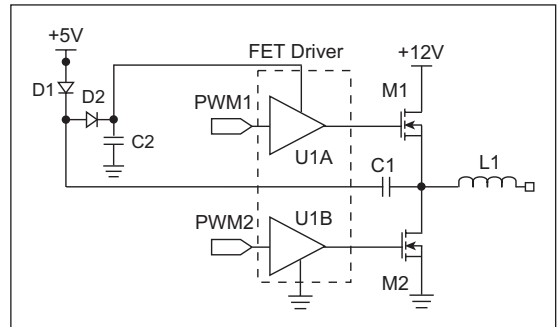 +5V
FET Driver
+12V
D1
D2
PWM1
M1
C2
U1A
C1
L1
PWM2
U1B
M2